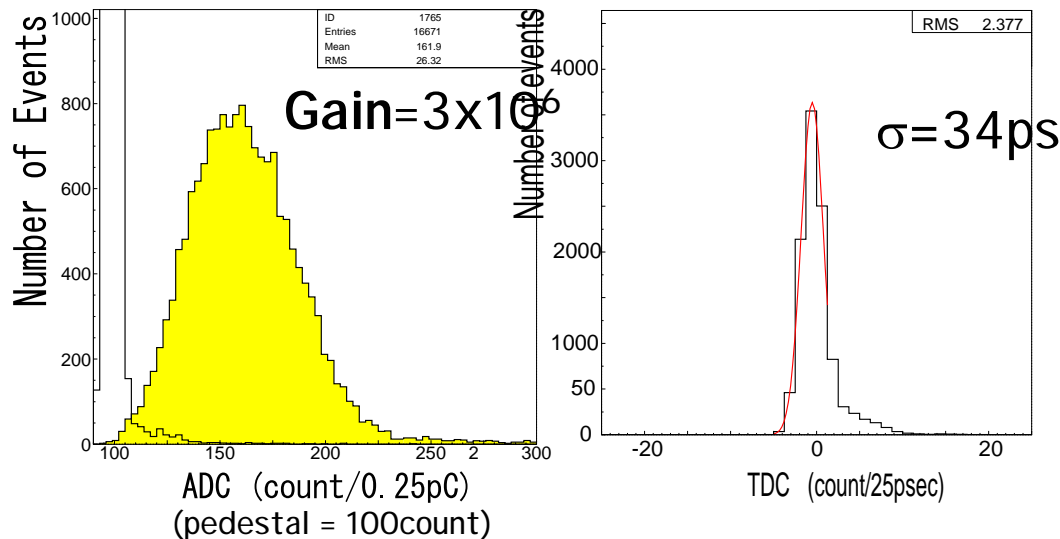 Number of Events
1000
800
600
400
200
0
ID 1765
Entries 16671
Mean 161.9
RMS 26.32
Gain=3x10⁶
100 150 200 250 2 300
ADC (count/0.25pC)
(pedestal = 100count)
Number of events
4000
3000
2000
1000
50
0
RMS 2.377
σ=34ps
-20 0 20
TDC (count/25psec)